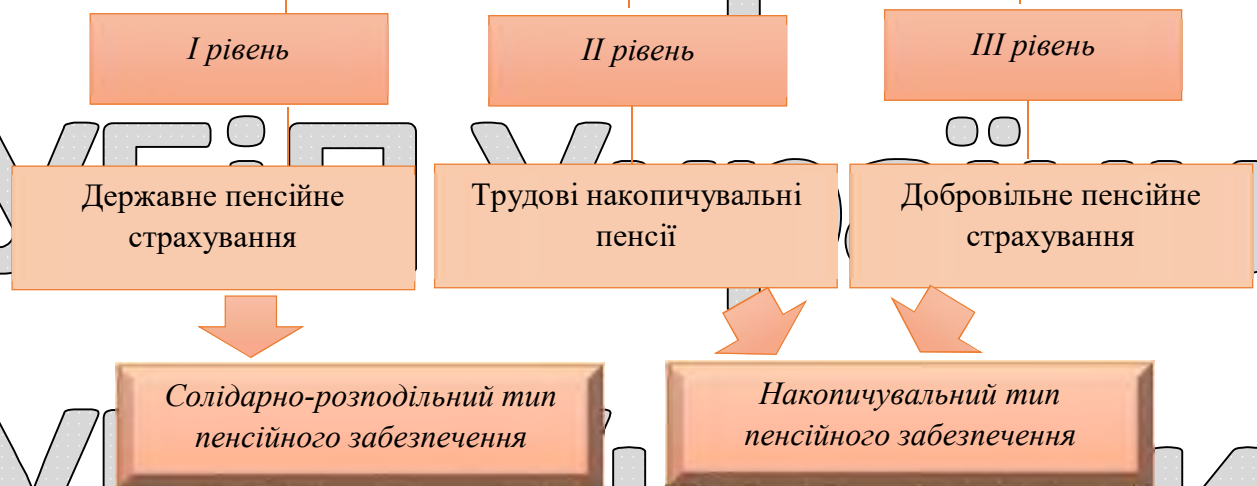 І рівень
ІІ рівень
ІІІ рівень
Державне пенсійне
страхування
Трудові накопичувальні
пенсії
Добровільне пенсійне
страхування
Солідарно-розподільний тип
пенсійного забезпечення
Накопичувальний тип
пенсійного забезпечення